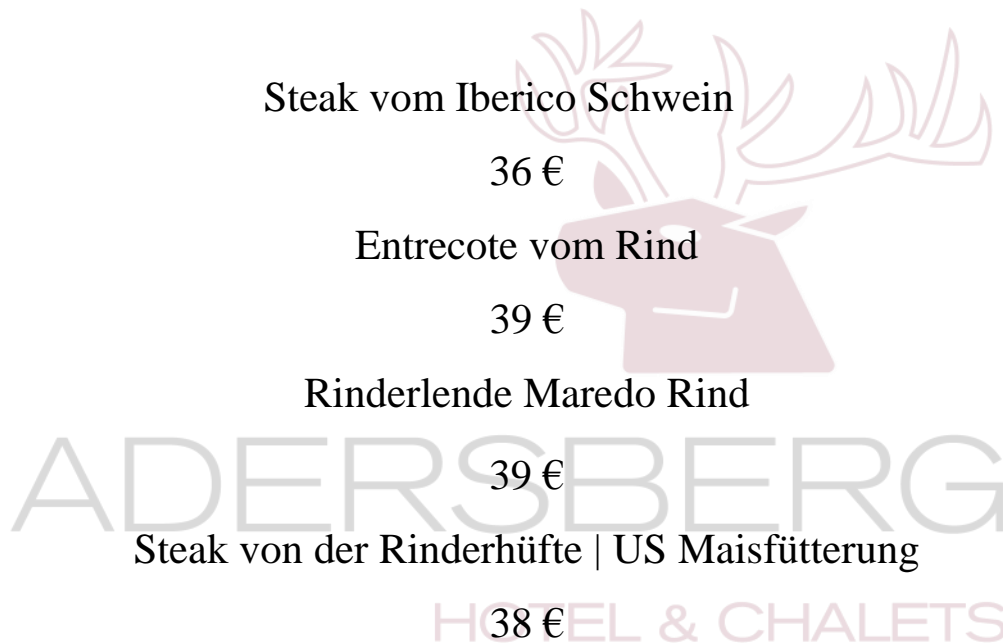 Steak vom Iberico Schwein
36 €
Entrecote vom Rind
39 €
Rinderlende Maredo Rind
ADERSBERG
39 €
Steak von der Rinderhüfte | US Maisfütterung
HOTEL & CHALETS
38 €